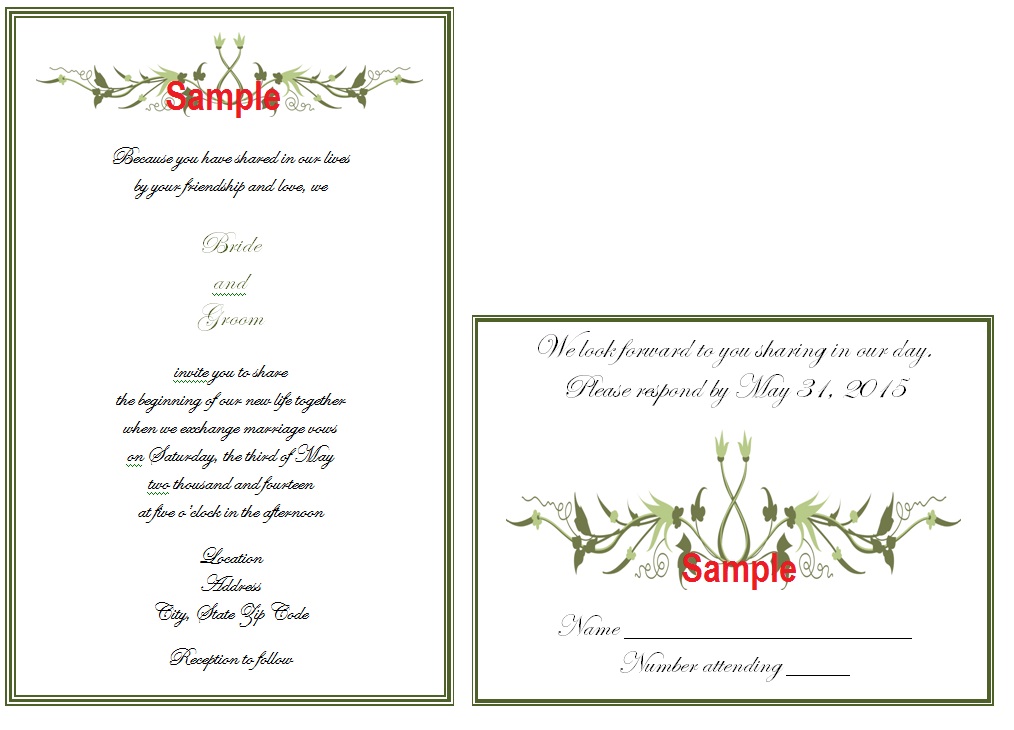 Sample
Because you have shared in our lives
by your friendship and love, we
Bride
and
Groom
invite you to share
the beginning of our new life together
when we exchange marriage vows
on Saturday, the third of May
two thousand and fourteen
at five o'clock in the afternoon
Location
Address
City, State Zip Code
Reception to follow
We look forward to you sharing in our day.
Please respond by May 31, 2015
Sample
Name
Number attending